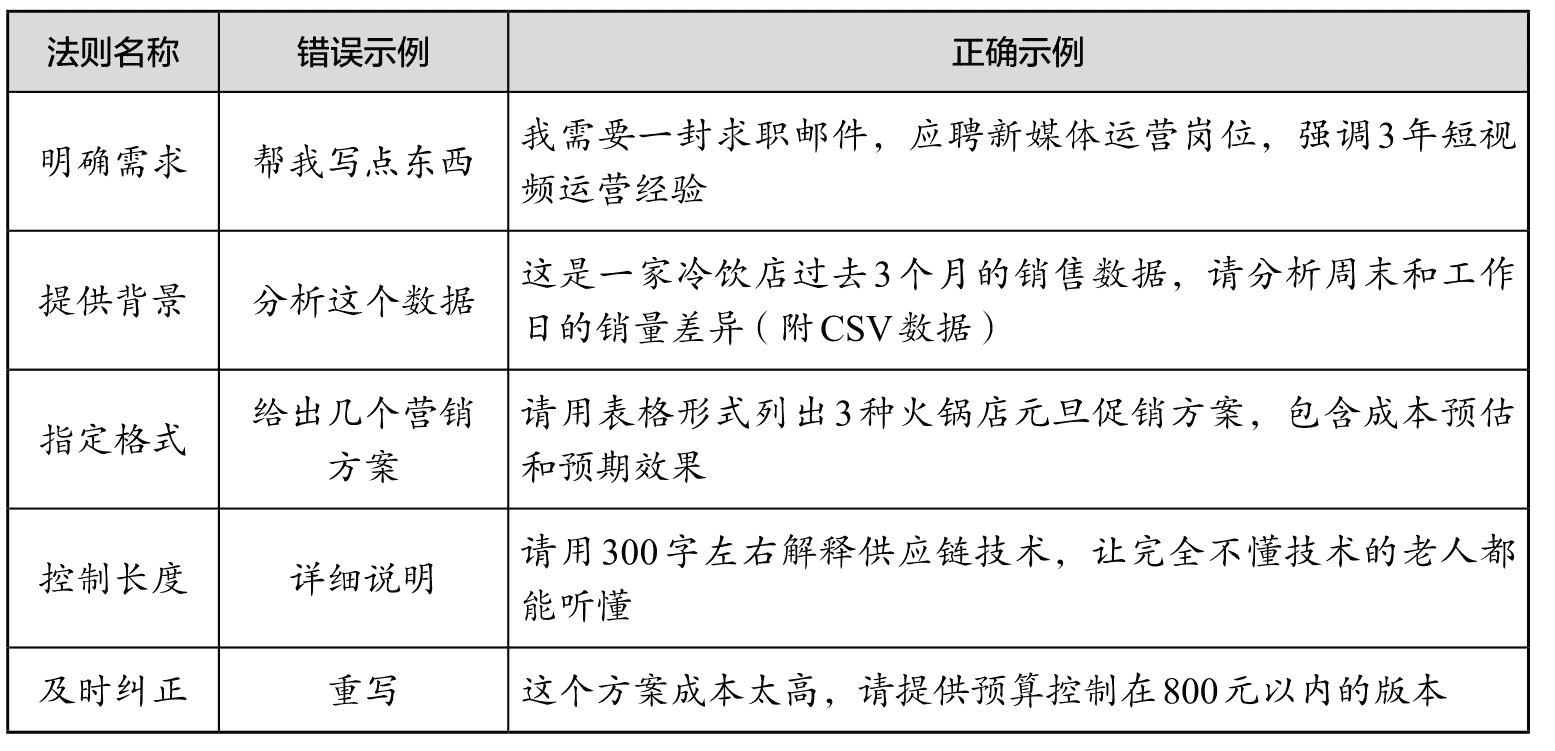 法则名称 错误示例 正确示例
明确需求 帮我写点东西 我需要一封求职邮件，应聘新媒体运营岗位，强调3年短视
频运营经验
提供背景 分析这个数据 这是一家冷饮店过去3个月的销售数据，请分析周末和工作
日的销量差异（附CSV数据）
指定格式 给出几个营销
方案 请用表格形式列出3种火锅店元旦促销方案，包含成本预估
和预期效果
控制长度 详细说明 请用300字左右解释供应链技术，让完全不懂技术的老人都
能听懂
及时纠正 重写 这个方案成本太高，请提供预算控制在800元以内的版本